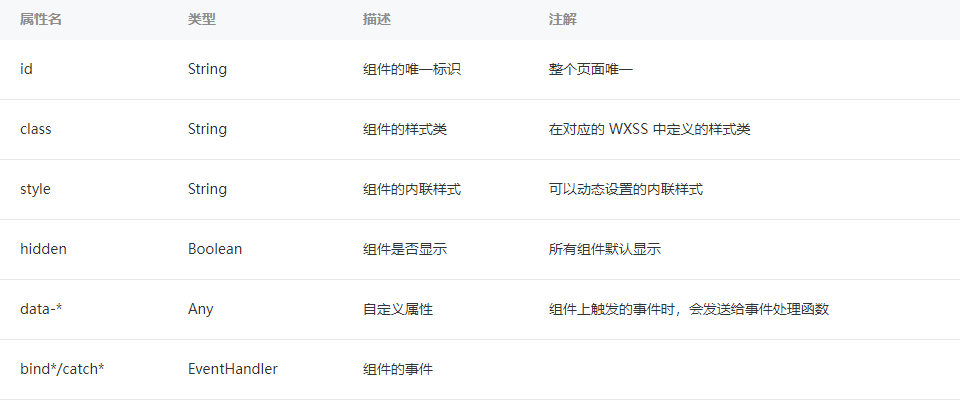 属性名 类型 描述 注解
id String 组件的唯一标识 整个页面唯一
class String 组件的样式类 在对应的 WXSS 中定义的样式类
style String 组件的内联样式 可以动态设置的内联样式
hidden Boolean 组件是否显示 所有组件默认显示
data-* Any 自定义属性 组件上触发的事件时，会发送给事件处理函数
bind*/catch* EventHandler 组件的事件